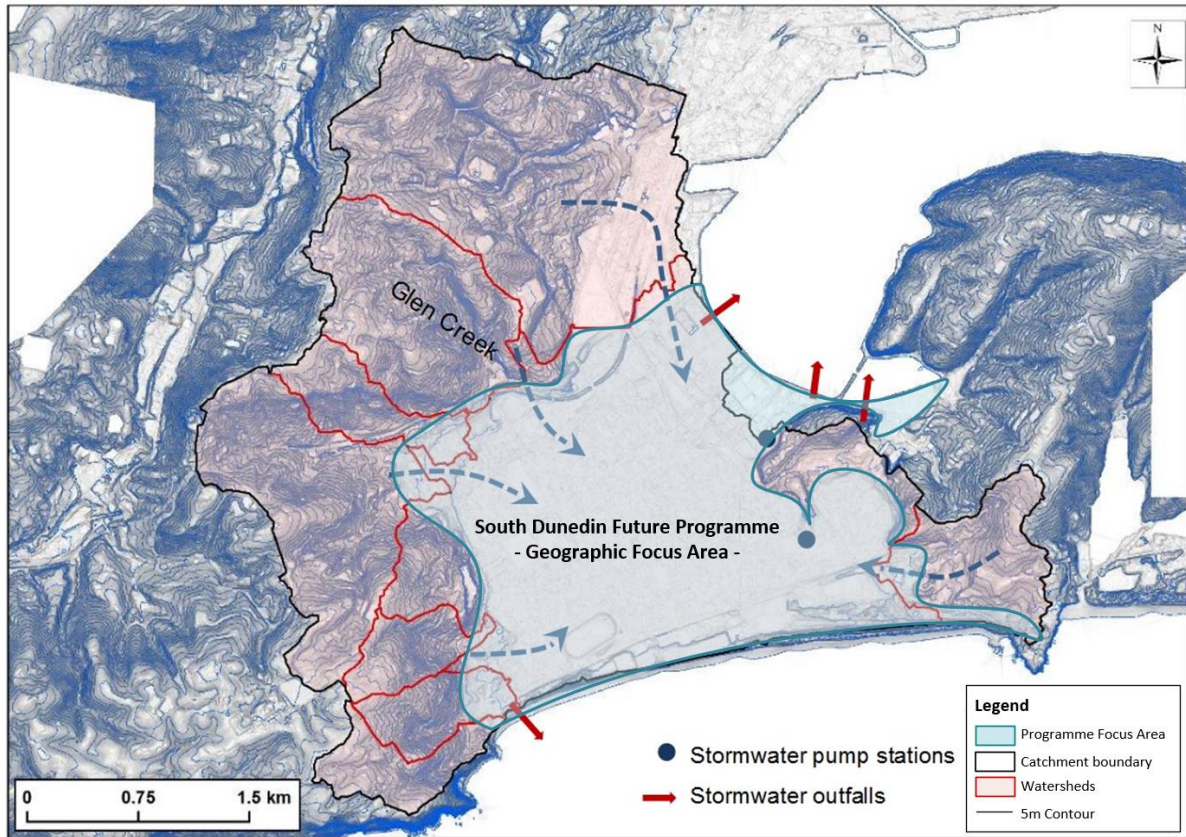 N
Glen Creek
South Dunedin Future Programme
- Geographic Focus Area -
Stormwater pump stations
Stormwater outfalls
0 0.75 1.5 km
Legend
Programme Focus Area
Catchment boundary
Watersheds
5m Contour